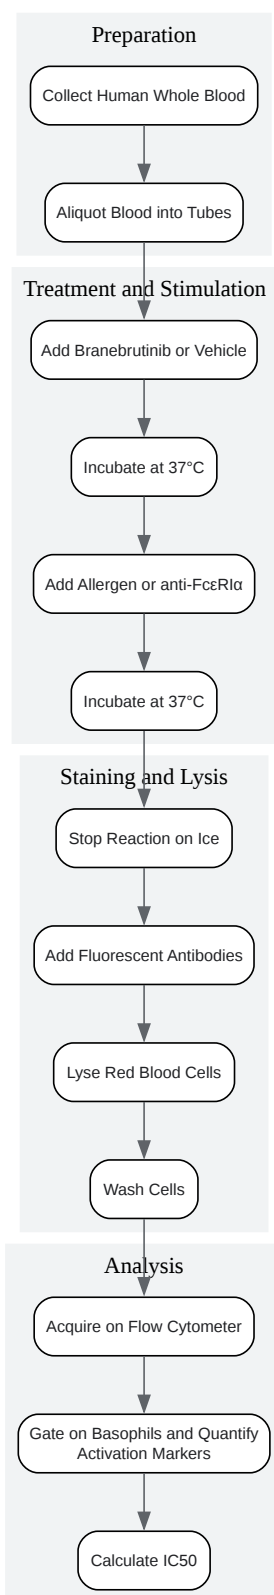 Preparation
Collect Human Whole Blood
Aliquot Blood into Tubes
Treatment and Stimulation
Add Branebrutinib or Vehicle
Incubate at 37°C
Add Allergen or anti-FcεRIα
Incubate at 37°C
Staining and Lysis
Stop Reaction on Ice
Add Fluorescent Antibodies
Lyse Red Blood Cells
Wash Cells
Analysis
Acquire on Flow Cytometer
Gate on Basophils and Quantify
Activation Markers
Calculate IC50